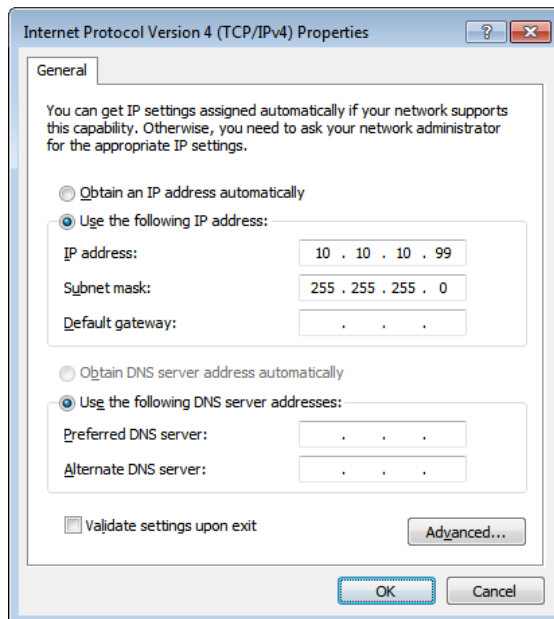 Internet Protocol Version 4 (TCP/IPv4) Properties
?
General
You can get IP settings assigned automatically if your network supports
this capability. Otherwise, you need to ask your network administrator
for the appropriate IP settings.
Obtain an IP address automatically
Use the following IP address:
IP address: 10 . 10 . 10 . 99
Subnet mask: 255 . 255 . 255 . 0
Default gateway: . . .
Obtain DNS server address automatically
Use the following DNS server addresses:
Preferred DNS server: . . .
Alternate DNS server: . . .
Validate settings upon exit
Advanced...
OK Cancel